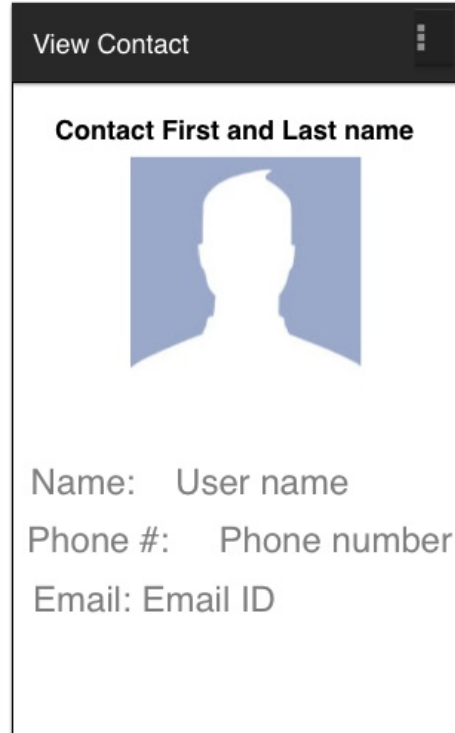 View Contact
Contact First and Last name
Name: User name
Phone #: Phone number
Email: Email ID